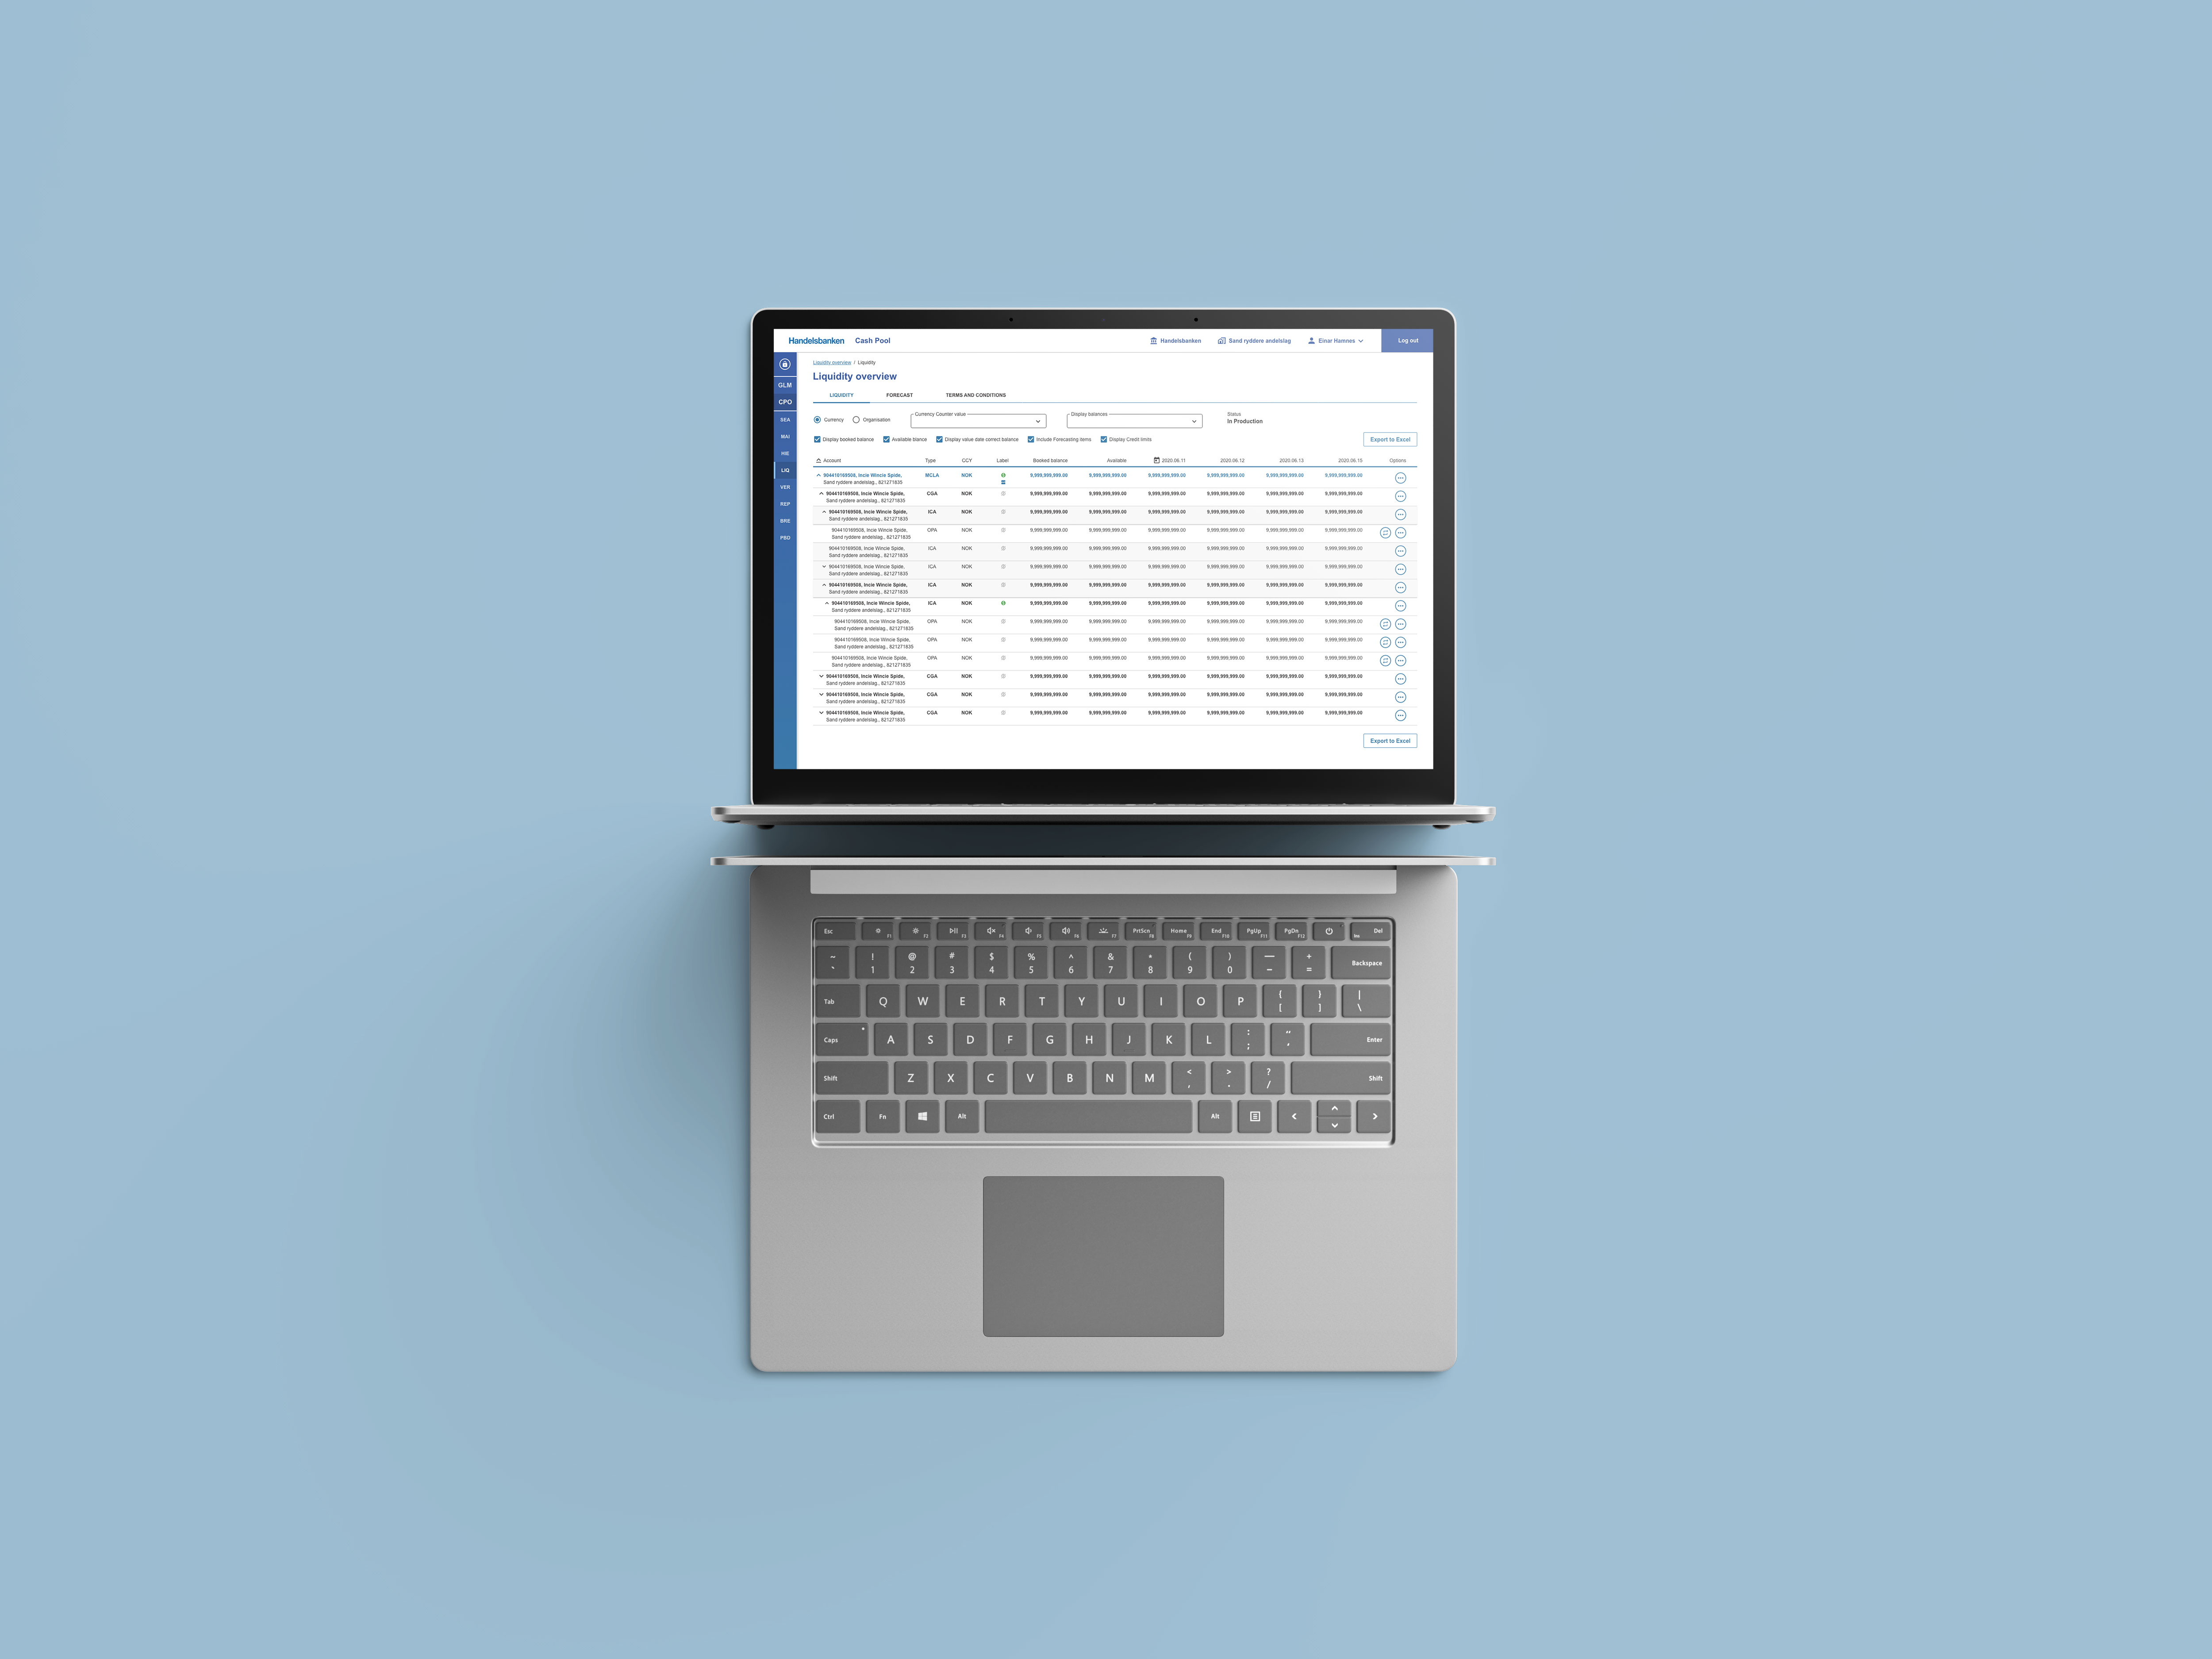 Handelsbanken Cash Pool Handelsbanken Sand ryddere andelslag Einar Hamnes Log out
Liquidity overview / Liquidity
Liquidity overview
GLM
CPO
SEA
MAI
HIE
LIQ
VER
REP
BRE
PBD
LIQUIDITY FORECAST TERMS AND CONDITIONS
Currency Organisation Currency Counter value Display balances Status
In Production
Display booked balance Available blance Display value date correct balance Include Forecasting items Display Credit limits Export to Excel
Account Type CCY Label Booked balance Available 2020.06.11 2020.06.12 2020.06.13 2020.06.15 Options
904410169508, Incie Wincie Spide, MCLA NOK 9,999,999,999.00 9,999,999,999.00 9,999,999,999.00 9,999,999,999.00 9,999,999,999.00 9,999,999,999.00
Sand ryddere andelslag,, 821271835
904410169508, Incie Wincie Spide, CGA NOK 9,999,999,999.00 9,999,999,999.00 9,999,999,999.00 9,999,999,999.00 9,999,999,999.00 9,999,999,999.00
Sand ryddere andelslag,, 821271835
904410169508, Incie Wincie Spide, ICA NOK 9,999,999,999.00 9,999,999,999.00 9,999,999,999.00 9,999,999,999.00 9,999,999,999.00 9,999,999,999.00
Sand ryddere andelslag,, 821271835
904410169508, Incie Wincie Spide, OPA NOK 9,999,999,999.00 9,999,999,999.00 9,999,999,999.00 9,999,999,999.00 9,999,999,999.00 9,999,999,999.00
Sand ryddere andelslag,, 821271835
904410169508, Incie Wincie Spide, ICA NOK 9,999,999,999.00 9,999,999,999.00 9,999,999,999.00 9,999,999,999.00 9,999,999,999.00 9,999,999,999.00
Sand ryddere andelslag,, 821271835
904410169508, Incie Wincie Spide, ICA NOK 9,999,999,999.00 9,999,999,999.00 9,999,999,999.00 9,999,999,999.00 9,999,999,999.00 9,999,999,999.00
Sand ryddere andelslag,, 821271835
904410169508, Incie Wincie Spide, ICA NOK 9,999,999,999.00 9,999,999,999.00 9,999,999,999.00 9,999,999,999.00 9,999,999,999.00 9,999,999,999.00
Sand ryddere andelslag,, 821271835
904410169508, Incie Wincie Spide, ICA NOK 9,999,999,999.00 9,999,999,999.00 9,999,999,999.00 9,999,999,999.00 9,999,999,999.00 9,999,999,999.00
Sand ryddere andelslag,, 821271835
904410169508, Incie Wincie Spide, OPA NOK 9,999,999,999.00 9,999,999,999.00 9,999,999,999.00 9,999,999,999.00 9,999,999,999.00 9,999,999,999.00
Sand ryddere andelslag,, 821271835
904410169508, Incie Wincie Spide, OPA NOK 9,999,999,999.00 9,999,999,999.00 9,999,999,999.00 9,999,999,999.00 9,999,999,999.00 9,999,999,999.00
Sand ryddere andelslag,, 821271835
904410169508, Incie Wincie Spide, OPA NOK 9,999,999,999.00 9,999,999,999.00 9,999,999,999.00 9,999,999,999.00 9,999,999,999.00 9,999,999,999.00
Sand ryddere andelslag,, 821271835
904410169508, Incie Wincie Spide, CGA NOK 9,999,999,999.00 9,999,999,999.00 9,999,999,999.00 9,999,999,999.00 9,999,999,999.00 9,999,999,999.00
Sand ryddere andelslag,, 821271835
904410169508, Incie Wincie Spide, CGA NOK 9,999,999,999.00 9,999,999,999.00 9,999,999,999.00 9,999,999,999.00 9,999,999,999.00 9,999,999,999.00
Sand ryddere andelslag,, 821271835
904410169508, Incie Wincie Spide, CGA NOK 9,999,999,999.00 9,999,999,999.00 9,999,999,999.00 9,999,999,999.00 9,999,999,999.00 9,999,999,999.00
Sand ryddere andelslag,, 821271835
Export to Excel
Esc F1 F2 F3 F4 F5 F6 F7 PrtScn F8 Home F9 End F10 PgUp F11 PgDn F12 Ins Del
~ ! @ # $ % ^ & * ( ) — +
` 1 2 3 4 5 6 7 8 9 0 – = Backspace
Tab Q W E R T Y U I O P { [ } ] | \
Caps A S D F G H J K L : ; “ ‘ Enter
Shift Z X C V B N M < , > . ? / Shift
Ctrl Fn Alt Alt